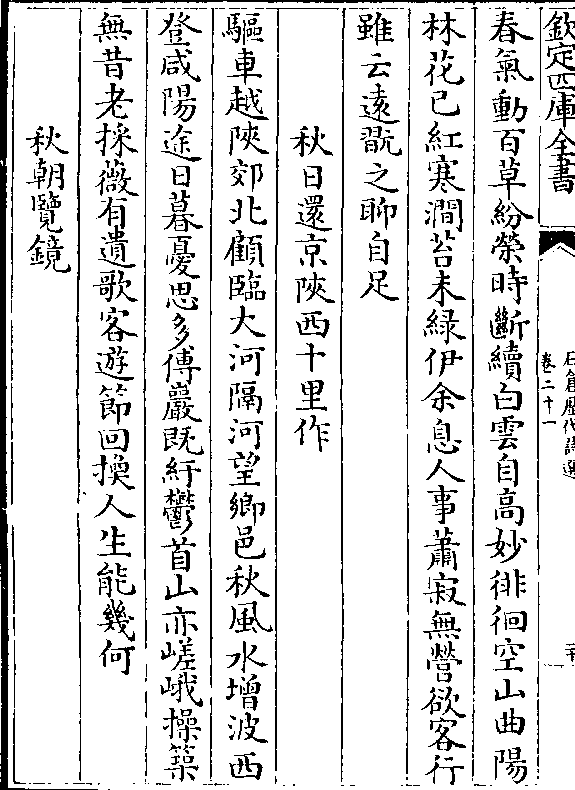 欽定四庫全書
石倉歴代詩選
卷二十一
二十
春氣動百草紛榮時斷續白雲自高妙徘徊空山曲陽
林花已紅寒澗苔未緑伊余息人事蕭寂無營欲客行
雖云遠翫之聊自足
秋日還京陜西十里作
驅車越陜郊北顧臨大河隔河望鄉邑秋風水增波西
登咸陽途日暮憂思多傅巖既紆鬱首山亦嵯峨操築
無昔老採薇有遺歌客遊節回換人生能幾何
秋朝覽鏡